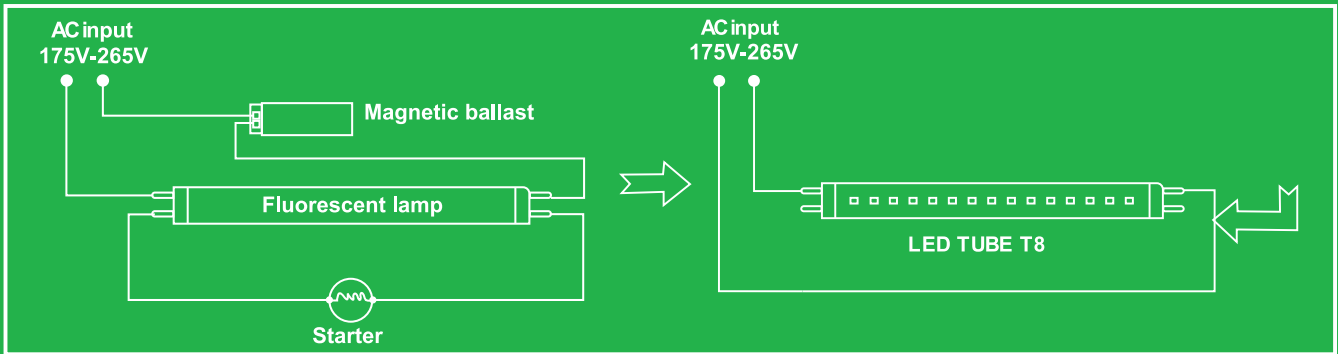 AC input
175V-265V
Magnetic ballast
Fluorescent lamp
Starter
AC input
175V-265V
LED TUBE T8